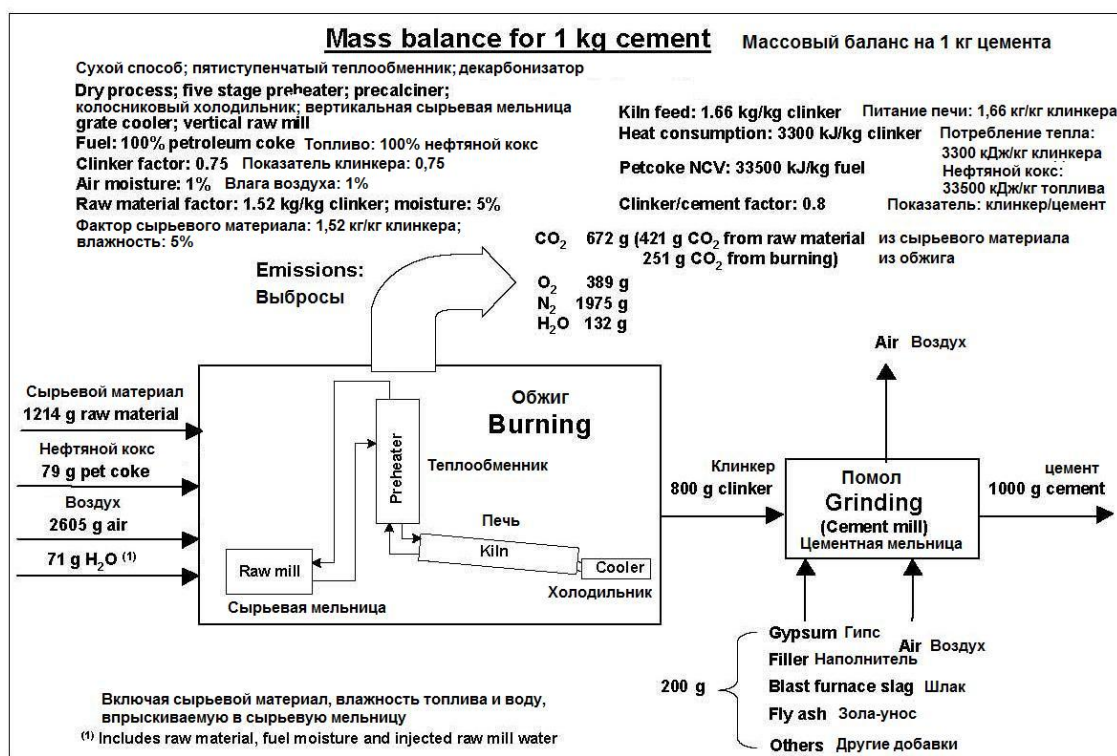 Mass balance for 1 kg cement Массовый баланс на 1 кг цемента
Сухой способ; пятиступенчатый теплообменник; декарбонизатор
Dry process; five stage preheater; precalciner;
колосниковый холодильник; вертикальная сырьевая мельница
grate cooler; vertical raw mill
Fuel: 100% petroleum coke Топливо: 100% нефтяной кокс
Clinker factor: 0.75 Показатель клинкера: 0,75
Air moisture: 1% Влага воздуха: 1%
Raw material factor: 1.52 kg/kg clinker; moisture: 5%
Фактор сырьевого материала: 1,52 кг/кг клинкера;
влажность: 5%
Kiln feed: 1.66 kg/kg clinker Питание печи: 1,66 кг/кг клинкера
Heat consumption: 3300 kJ/kg clinker Потребление тепла:
3300 кДж/кг клинкера
Petcoke NCV: 33500 kJ/kg fuel Нефтяной кокс:
33500 кДж/кг топлива
Clinker/cement factor: 0.8 Показатель: клинкер/цемент
Emissions:
Выбросы
CO₂ 672 g (421 g CO₂ from raw material из сырьевого материала
251 g CO₂ from burning) из обжига
O₂ 389 g
N₂ 1975 g
H₂O 132 g
Сырьевой материал
1214 g raw material
Нефтяной кокс
79 g pet coke
Воздух
2605 g air
71 g H₂O (1)
Обжиг
Burning
Preheater
Теплообменник
Печь
Kiln
Raw mill
Сырьевая мельница
Cooler
Холодильник
Клинкер
800 g clinker
Air Воздух
Помол
Grinding
(Cement mill)
Цементная мельница
цемент
1000 g cement
200 g
Gypsum Гипс
Air Воздух
Filler Наполнитель
Blast furnace slag Шлак
Fly ash Зола-унос
Others Другие добавки
Включая сырьевой материал, влажность топлива и воду,
впрыскиваемую в сырьевую мельницу
(1) Includes raw material, fuel moisture and injected raw mill water